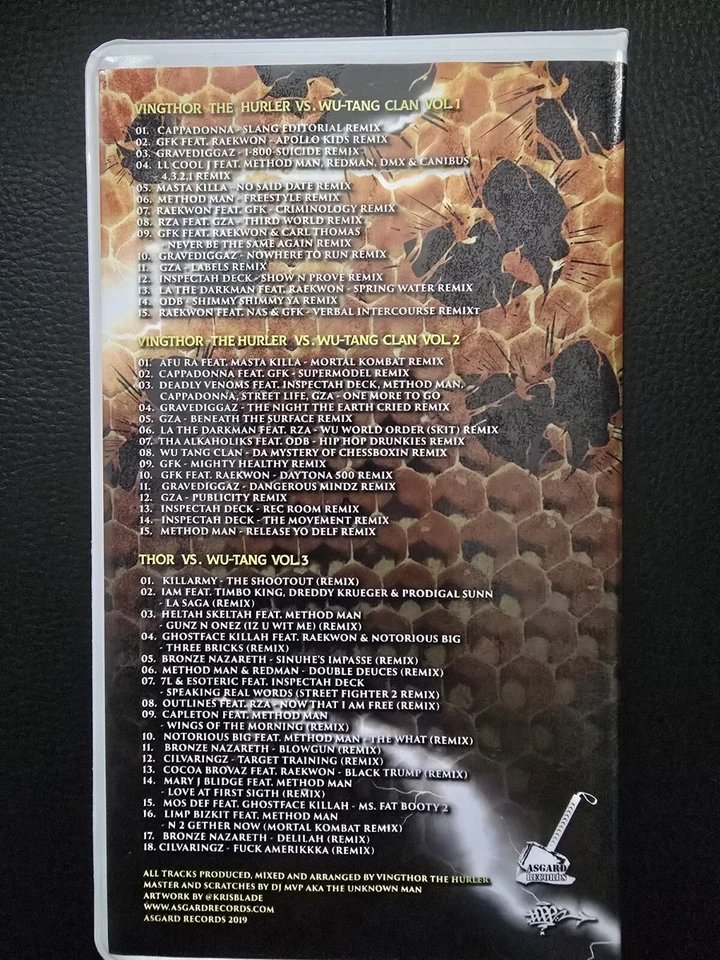 VINGTHOR THE HURLER VS. WU-TANG CLAN VOL.1
01. CAPPADONNA - SLANG EDITORIAL REMIX
02. GFK FEAT. RAEKWON - APOLLO KIDS REMIX
03. GRAVEDIGGAZ - 1-800-SUICIDE REMIX
04. LL COOL J FEAT. METHOD MAN, REDMAN, DMX & CANIBUS
- 4,3,2,1 REMIX
05. MASTA KILLA - NO SAID DATE REMIX
06. METHOD MAN - FREESTYLE REMIX
07. RAEKWON FEAT. GFK - CRIMINOLOGY REMIX
08. RZA FEAT. GZA - THIRD WORLD REMIX
09. GFK FEAT. RAEKWON & CARL THOMAS
- NEVER BE THE SAME AGAIN REMIX
10. GRAVEDIGGAZ - NOWHERE TO RUN REMIX
11. GZA - LABELS REMIX
12. INSPECTAH DECK - SHOW N PROVE REMIX
13. LA THE DARKMAN FEAT. RAEKWON - SPRING WATER REMIX
14. ODB - SHIMMY SHIMMY YA REMIX
15. RAEKWON FEAT. NAS & GFK - VERBAL INTERCOURSE REMIXT
VINGTHOR THE HURLER VS. WU-TANG CLAN VOL.2
01. AFU RA FEAT. MASTA KILLA - MORTAL KOMBAT REMIX
02. CAPPADONNA FEAT. GFK - SUPERMODEL REMIX
03. DEADLY VENOMS FEAT. INSPECTAH DECK, METHOD MAN,
CAPPADONNA, STREET LIFE, GZA - ONE MORE TO GO
04. GRAVEDIGGAZ - THE NIGHT THE EARTH CRIED REMIX
05. GZA - BENEATH THE SURFACE REMIX
06. LA THE DARKMAN FEAT. RZA - WU WORLD ORDER (SKIT) REMIX
07. THA ALKAHOLIKS FEAT. ODB - HIP HOP DRUNKIES REMIX
08. WU TANG CLAN - DA MYSTERY OF CHESSBOXIN REMIX
09. GFK - MIGHTY HEALTHY REMIX
10. GFK FEAT. RAEKWON - DAYTONA 500 REMIX
11. GRAVEDIGGAZ - DANGEROUS MINDZ REMIX
12. GZA - PUBLICITY REMIX
13. INSPECTAH DECK - REC ROOM REMIX
14. INSPECTAH DECK - THE MOVEMENT REMIX
15. METHOD MAN - RELEASE YO DELF REMIX
THOR VS. WU-TANG VOL.3
01. KILLARMY - THE SHOOTOUT (REMIX)
02. IAM FEAT. TIMBO KING, DREDDY KRUEGER & PRODIGAL SUNN
- LA SAGA (REMIX)
03. HELTAH SKELTAH FEAT. METHOD MAN
- GUNZ N ONEZ (IZ U WIT ME) (REMIX)
04. GHOSTFACE KILLAH FEAT. RAEKWON & NOTORIOUS BIG
- THREE BRICKS (REMIX)
05. BRONZE NAZARETH - SINUHE'S IMPASSE (REMIX)
06. METHOD MAN & REDMAN - DOUBLE DEUCES (REMIX)
07. 7L & ESOTERIC FEAT. INSPECTAH DECK
- SPEAKING REAL WORDS (STREET FIGHTER 2 REMIX)
08. OUTLINES FEAT. RZA - NOW THAT I AM FREE (REMIX)
09. CAPLETON FEAT. METHOD MAN
- WINGS OF THE MORNING (REMIX)
10. NOTORIOUS BIG FEAT. METHOD MAN - THE WHAT (REMIX)
11. BRONZE NAZARETH - BLOWGUN (REMIX)
12. CILVARINGZ - TARGET TRAINING (REMIX)
13. COCOA BROVAZ FEAT. RAEKWON - BLACK TRUMP (REMIX)
14. MARY J BLIDGE FEAT. METHOD MAN
- LOVE AT FIRST SIGTH (REMIX)
15. MOS DEF FEAT. GHOSTFACE KILLAH - MS. FAT BOOTY 2
16. LIMP BIZKIT FEAT. METHOD MAN
- N 2 GETHER NOW (MORTAL KOMBAT REMIX)
17. BRONZE NAZARETH - DELILAH (REMIX)
18. CILVARINGZ - FUCK AMERIKKKA (REMIX)
ALL TRACKS PRODUCED, MIXED AND ARRANGED BY VINGTHOR THE HURLER
MASTER AND SCRATCHES BY DJ MVP AKA THE UNKNOWN MAN
ARTWORK BY @KRISBLADE
WWW.ASGARDRECORDS.COM
ASGARD RECORDS 2019
ASGARD
RECORDS